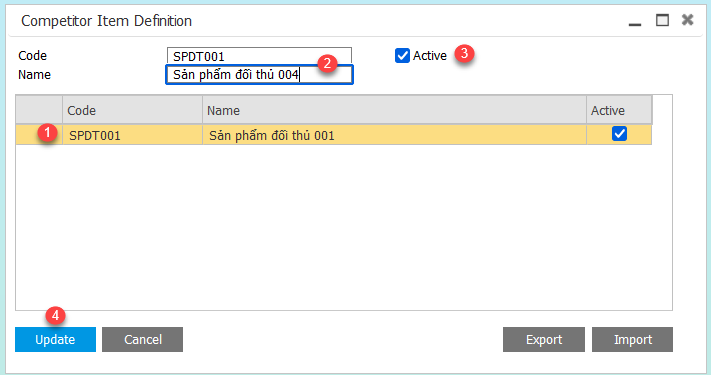 Competitor Item Definition
Code SPDT001 Active 3
Name Sản phẩm đối thủ 004 2
Code Name Active
1 SPDT001 Sản phẩm đối thủ 001
4
Update Cancel Export Import